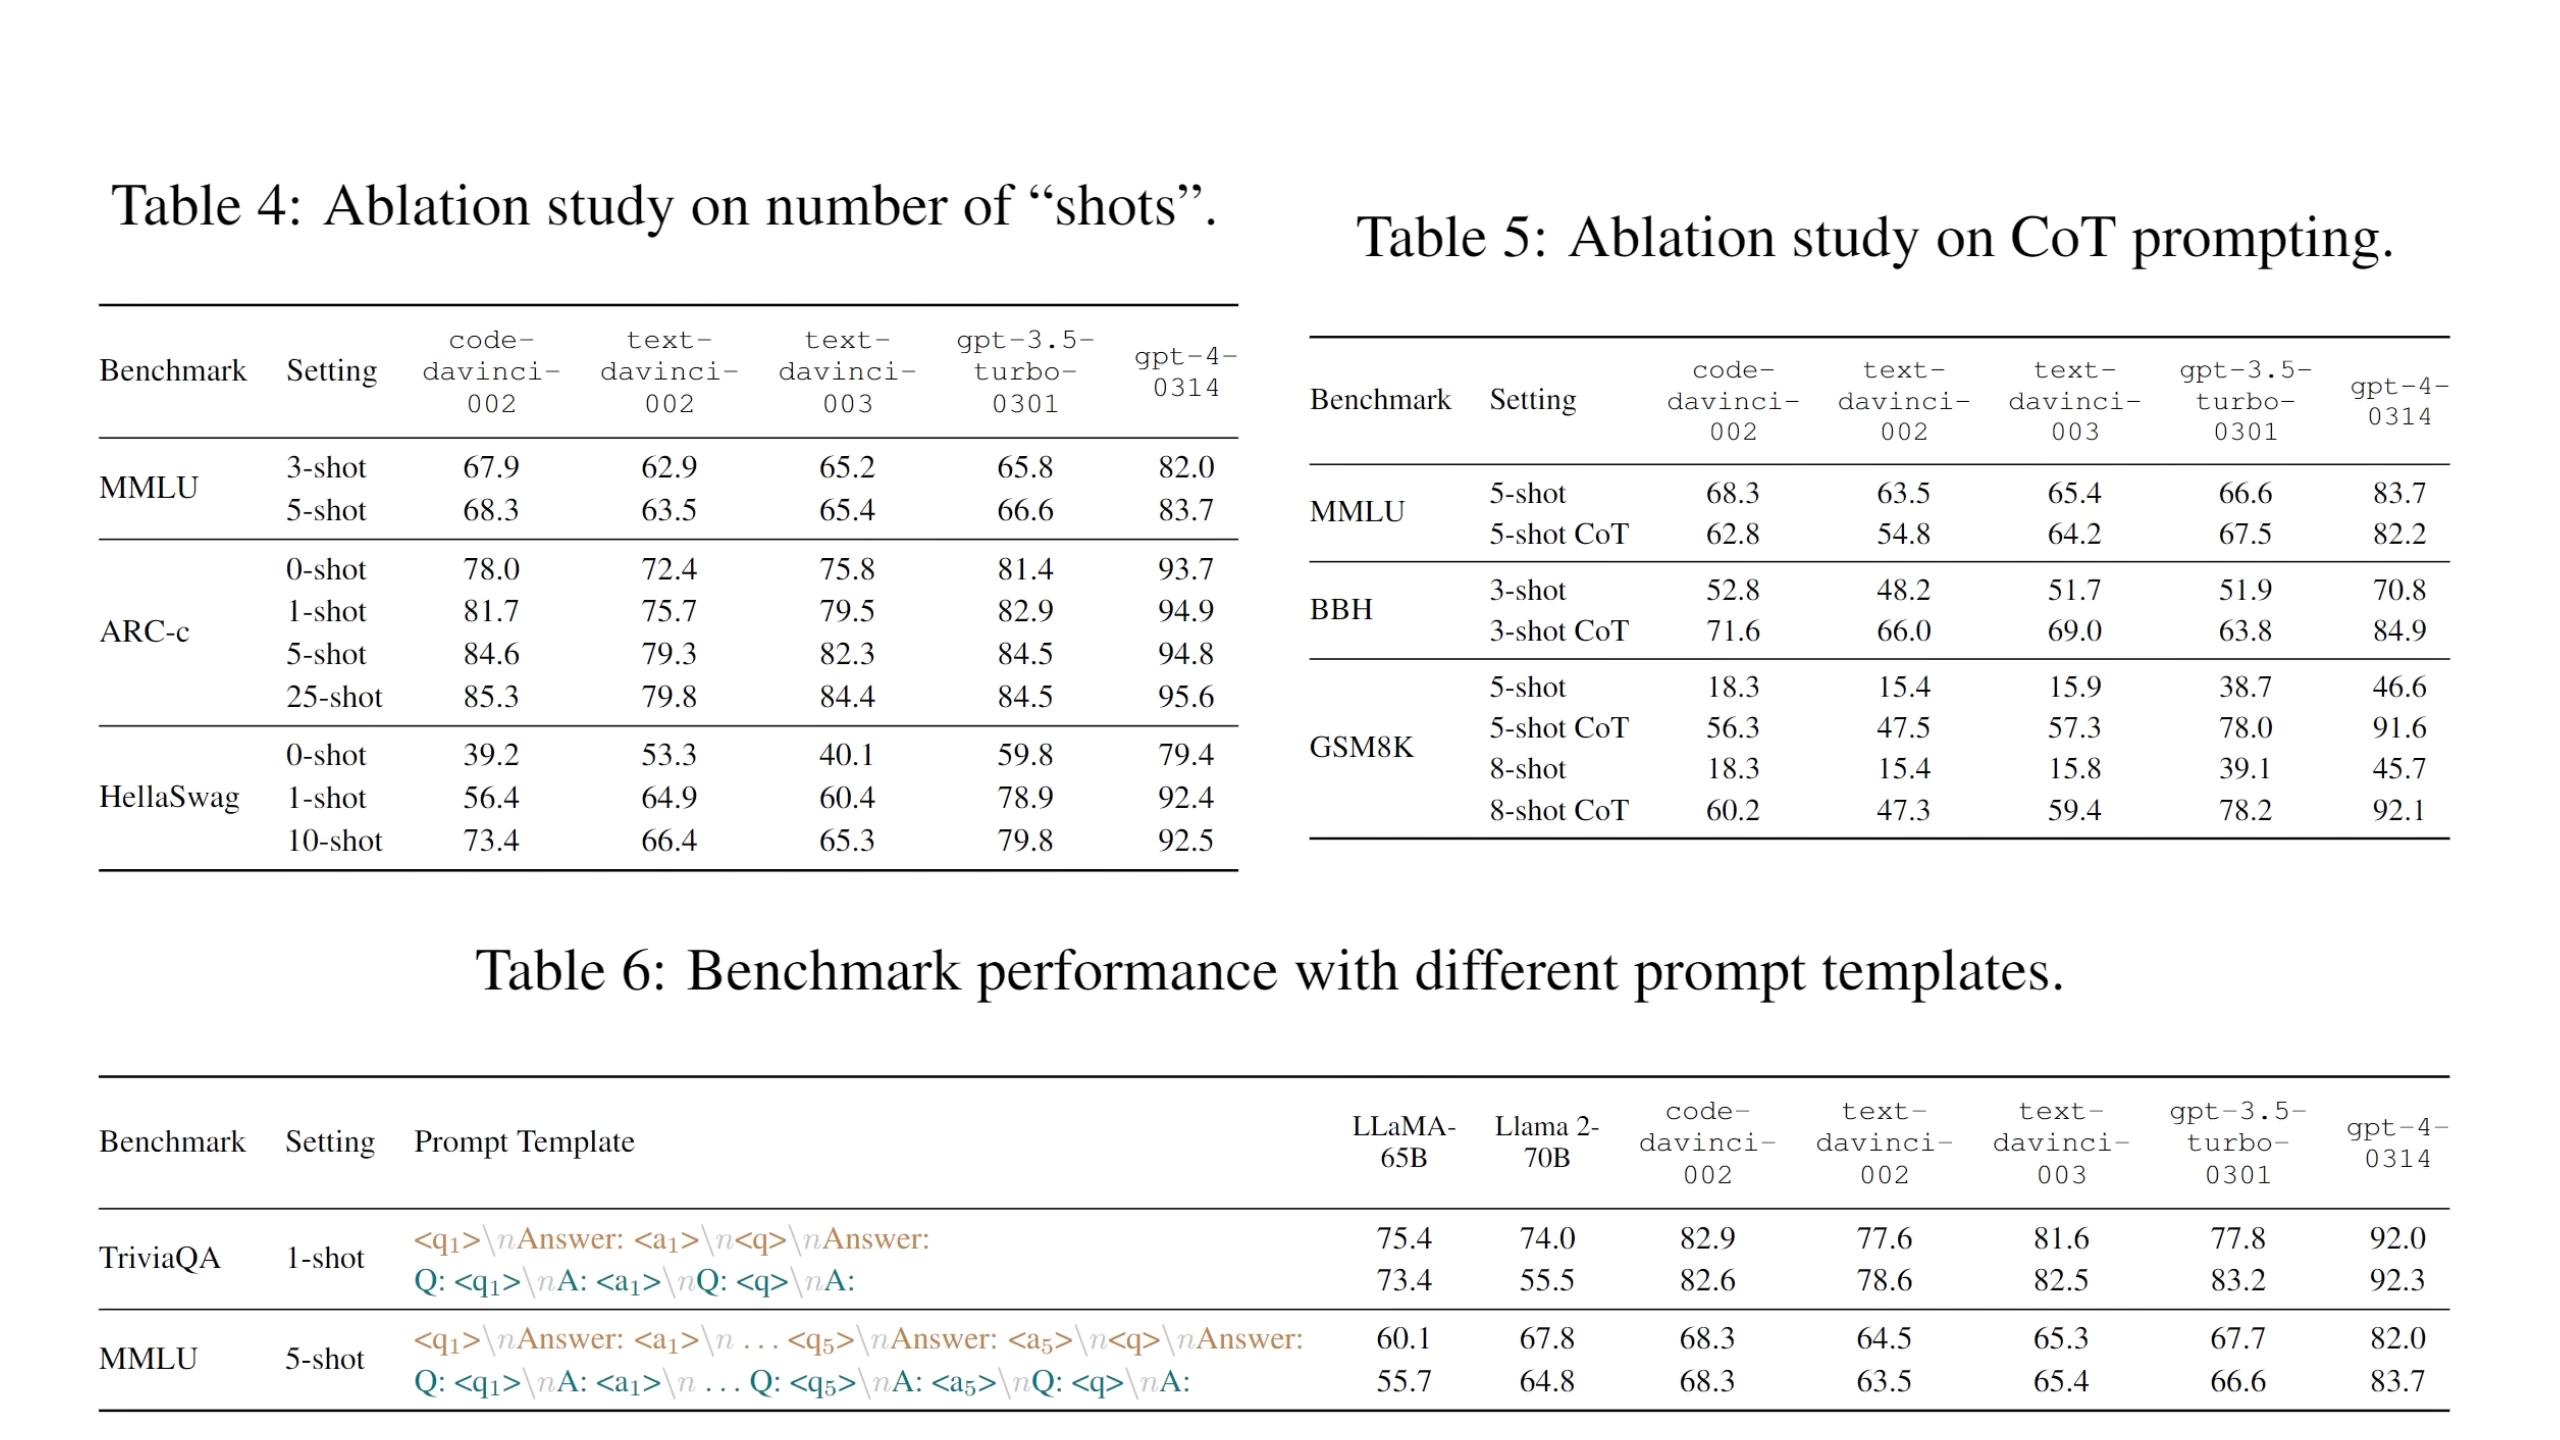 Table 4: Ablation study on number of “shots”.
Benchmark Setting code-davinci-002 text-davinci-002 text-davinci-003 gpt-3.5-turbo-0301 gpt-4-0314
MMLU 3-shot 67.9 62.9 65.2 65.8 82.0
5-shot 68.3 63.5 65.4 66.6 83.7
ARC-c 0-shot 78.0 72.4 75.8 81.4 93.7
1-shot 81.7 75.7 79.5 82.9 94.9
5-shot 84.6 79.3 82.3 84.5 94.8
25-shot 85.3 79.8 84.4 84.5 95.6
HellaSwag 0-shot 39.2 53.3 40.1 59.8 79.4
1-shot 56.4 64.9 60.4 78.9 92.4
10-shot 73.4 66.4 65.3 79.8 92.5
Table 5: Ablation study on CoT prompting.
Benchmark Setting code-davinci-002 text-davinci-002 text-davinci-003 gpt-3.5-turbo-0301 gpt-4-0314
MMLU 5-shot 68.3 63.5 65.4 66.6 83.7
5-shot CoT 62.8 54.8 64.2 67.5 82.2
BBH 3-shot 52.8 48.2 51.7 51.9 70.8
3-shot CoT 71.6 66.0 69.0 63.8 84.9
GSM8K 5-shot 18.3 15.4 15.9 38.7 46.6
5-shot CoT 56.3 47.5 57.3 78.0 91.6
8-shot 18.3 15.4 15.8 39.1 45.7
8-shot CoT 60.2 47.3 59.4 78.2 92.1
Table 6: Benchmark performance with different prompt templates.
Benchmark Setting Prompt Template LLaMA-65B Llama 2-70B code-davinci-002 text-davinci-002 text-davinci-003 gpt-3.5-turbo-0301 gpt-4-0314
TriviaQA 1-shot <q₁>\nAnswer: <a₁>\n<q>\nAnswer: 75.4 74.0 82.9 77.6 81.6 77.8 92.0
Q: <q₁>\nA: <a₁>\nQ: <q>\nA: 73.4 55.5 82.6 78.6 82.5 83.2 92.3
MMLU 5-shot <q₁>\nAnswer: <a₁>\n ... <q₅>\nAnswer: <a₅>\n<q>\nAnswer: 60.1 67.8 68.3 64.5 65.3 67.7 82.0
Q: <q₁>\nA: <a₁>\n ... Q: <q₅>\nA: <a₅>\nQ: <q>\nA: 55.7 64.8 68.3 63.5 65.4 66.6 83.7